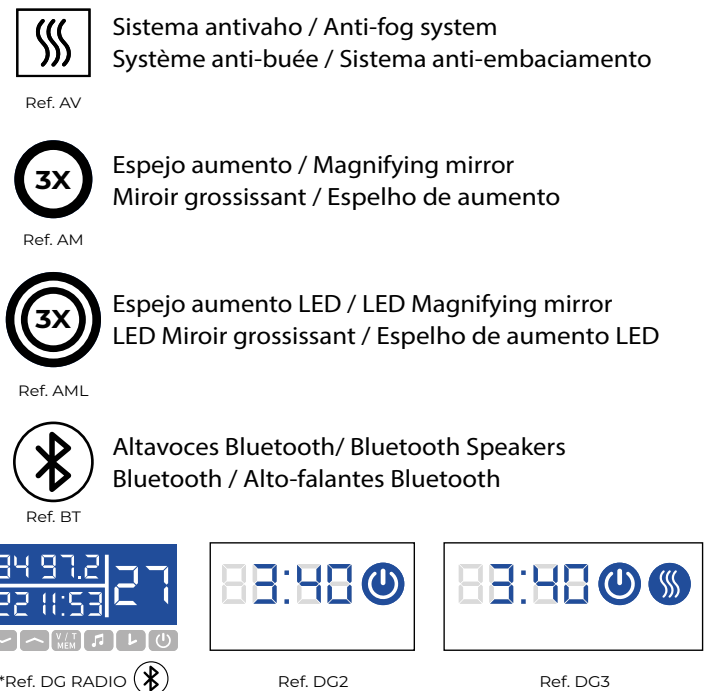 Sistema antivaho / Anti-fog system
Système anti-buée / Sistema anti-embaciamento
Ref. AV
3X
Espejo aumento / Magnifying mirror
Miroir grossissant / Espelho de aumento
Ref. AM
3X
Espejo aumento LED / LED Magnifying mirror
LED Miroir grossissant / Espelho de aumento LED
Ref. AML
Altavoces Bluetooth/ Bluetooth Speakers
Bluetooth / Alto-falantes Bluetooth
Ref. BT
97.2
11:53
27
V / T
MEM
3:40
3:40
*Ref. DG RADIO
Ref. DG2
Ref. DG3